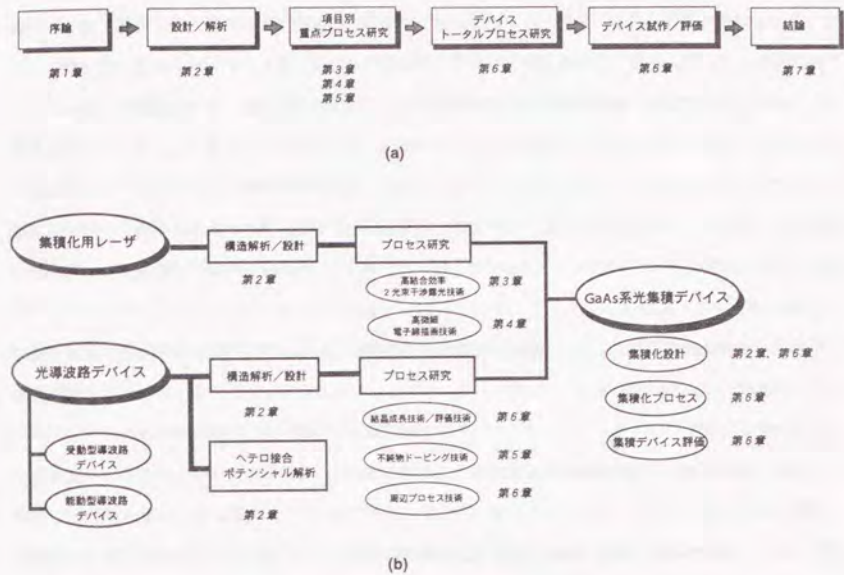 序論
設計／解析
項目別
重点プロセス研究
デバイス
トータルプロセス研究
デバイス試作／評価
結論
第1章
第2章
第3章
第4章
第5章
第6章
第6章
第7章
(a)
集積化用レーザ
構造解析／設計
第2章
プロセス研究
高結合効率
2光束干渉露光技術
第3章
高微細
電子線描画技術
第4章
GaAs系光集積デバイス
集積化設計
第2章、第6章
集積化プロセス
第6章
集積デバイス評価
第6章
光導波路デバイス
構造解析／設計
第2章
プロセス研究
結晶成長技術／評価技術
第6章
不純物ドーピング技術
第5章
周辺プロセス技術
第6章
受動型導波路
デバイス
能動型導波路
デバイス
ヘテロ接合
ポテンシャル解析
第2章
(b)